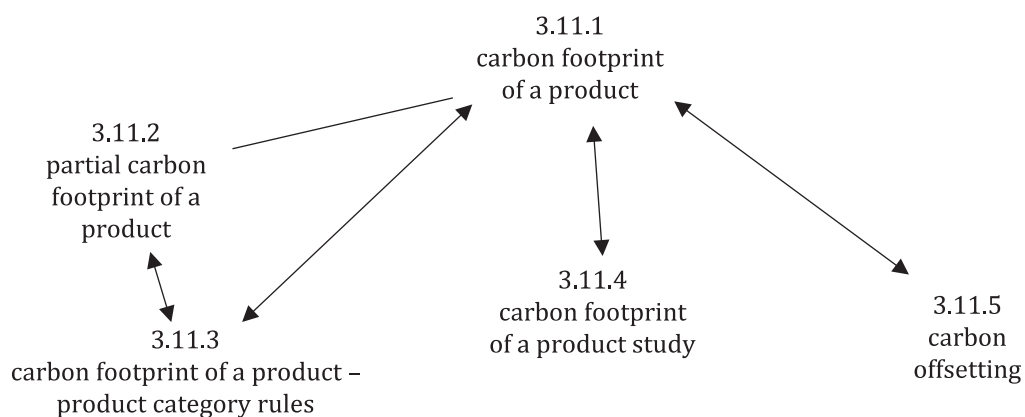 3.11.1
carbon footprint
of a product
3.11.2
partial carbon
footprint of a
product
3.11.3
carbon footprint of a product –
product category rules
3.11.4
carbon footprint
of a product study
3.11.5
carbon
offsetting